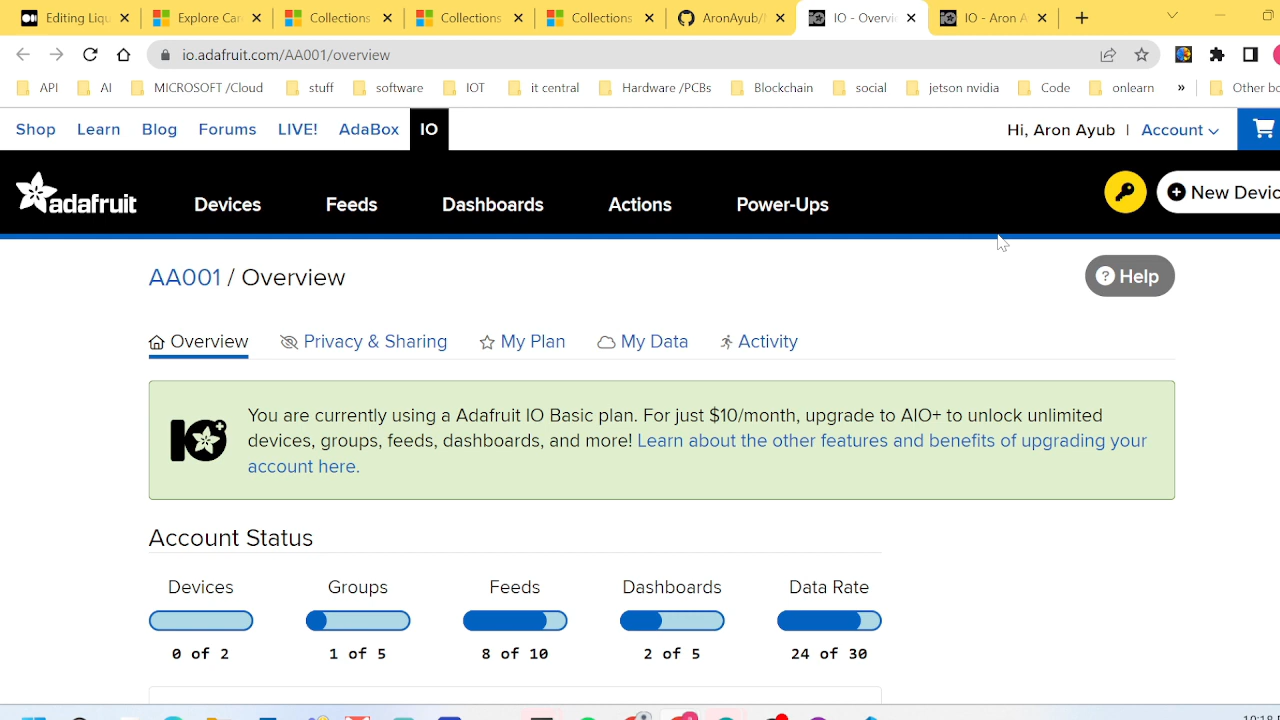 Editing Liqu
Explore Car
Collections
Collections
Collections
AronAyub/
IO - Overvi
IO - Aron A
io.adafruit.com/AA001/overview
API
AI
MICROSOFT /Cloud
stuff
software
IOT
it central
Hardware /PCBs
Blockchain
social
jetson nvidia
Code
onlearn
»
Other bo
Shop
Learn
Blog
Forums
LIVE!
AdaBox
IO
Hi, Aron Ayub | Account
adafruit
Devices
Feeds
Dashboards
Actions
Power-Ups
New Devic
AA001 / Overview
? Help
Overview
Privacy & Sharing
My Plan
My Data
Activity
IO+
You are currently using a Adafruit IO Basic plan. For just $10/month, upgrade to AIO+ to unlock unlimited
devices, groups, feeds, dashboards, and more! Learn about the other features and benefits of upgrading your
account here.
Account Status
Devices
Groups
Feeds
Dashboards
Data Rate
0 of 2
1 of 5
8 of 10
2 of 5
24 of 30